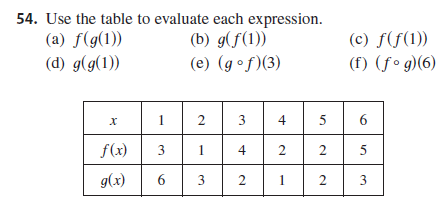 54. Use the table to evaluate each expression.
(a) f(g(1)) (b) g(f(1)) (c) f(f(1))
(d) g(g(1)) (e) (g ∘ f)(3) (f) (f ∘ g)(6)
x 1 2 3 4 5 6
f(x) 3 1 4 2 2 5
g(x) 6 3 2 1 2 3